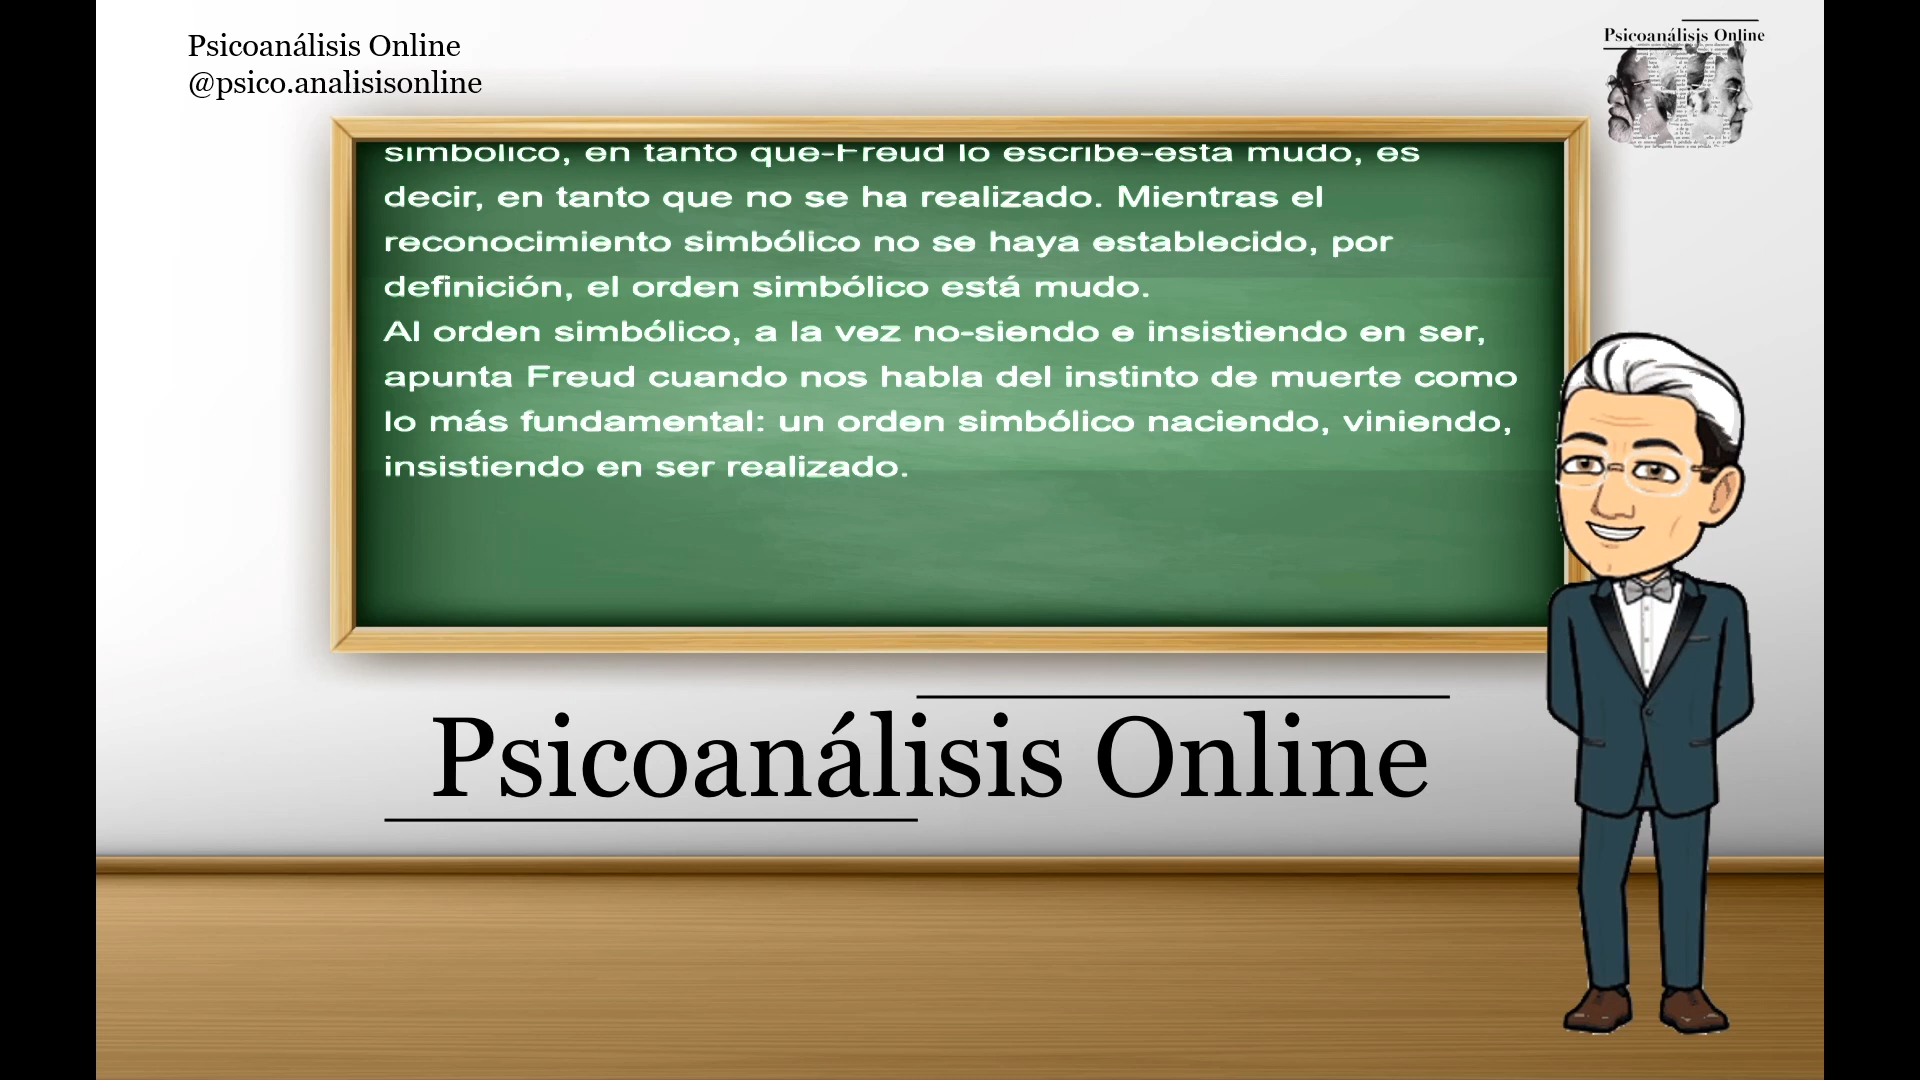 Psicoanálisis Online
@psico.analisisonline
Psicoanálisis Online
simbólico, en tanto que-Freud lo escribe-está mudo, es
decir, en tanto que no se ha realizado. Mientras el
reconocimiento simbólico no se haya establecido, por
definición, el orden simbólico está mudo.
Al orden simbólico, a la vez no-siendo e insistiendo en ser,
apunta Freud cuando nos habla del instinto de muerte como
lo más fundamental: un orden simbólico naciendo, viniendo,
insistiendo en ser realizado.
Psicoanálisis Online